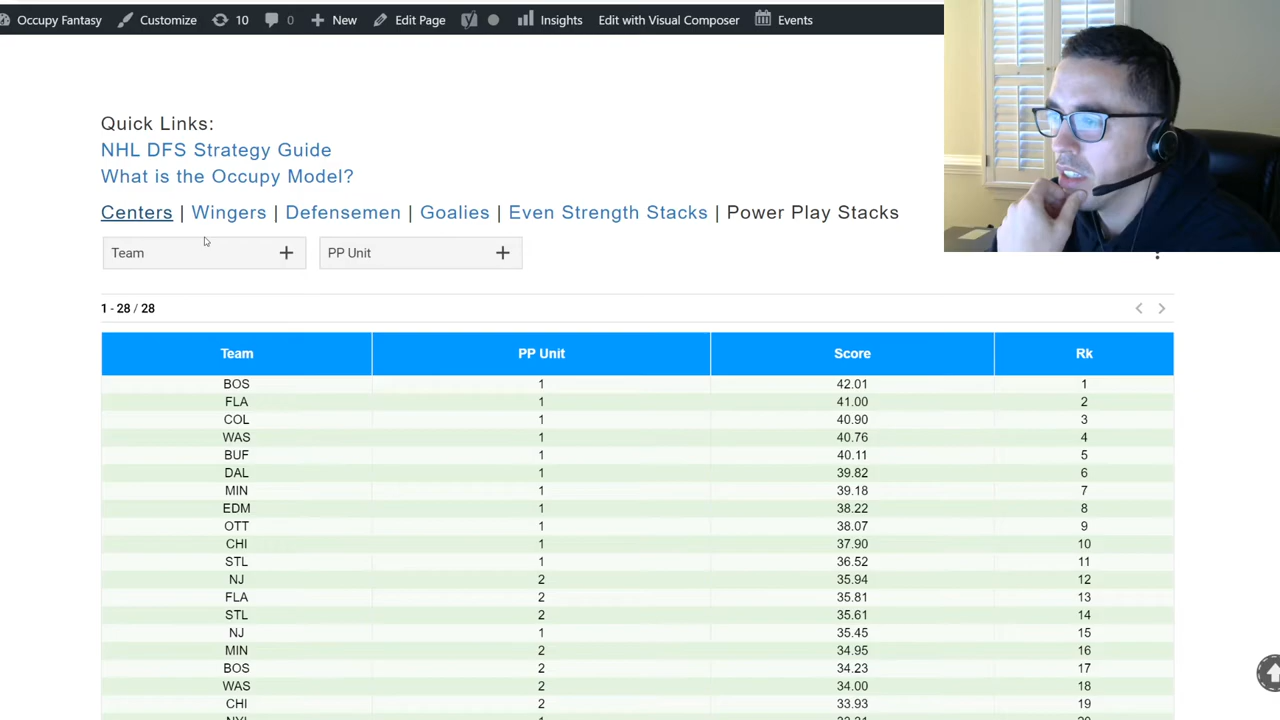 Occupy Fantasy Customize 10 0 New Edit Page Insights Edit with Visual Composer Events
Quick Links:
NHL DFS Strategy Guide
What is the Occupy Model?
Centers | Wingers | Defensemen | Goalies | Even Strength Stacks | Power Play Stacks
Team + PP Unit +
1 - 28 / 28
Team PP Unit Score Rk
BOS 1 42.01 1
FLA 1 41.00 2
COL 1 40.90 3
WAS 1 40.76 4
BUF 1 40.11 5
DAL 1 39.82 6
MIN 1 39.18 7
EDM 1 38.22 8
OTT 1 38.07 9
CHI 1 37.90 10
STL 1 36.52 11
NJ 2 35.94 12
FLA 2 35.81 13
STL 2 35.61 14
NJ 1 35.45 15
MIN 2 34.95 16
BOS 2 34.23 17
WAS 2 34.00 18
CHI 2 33.93 19